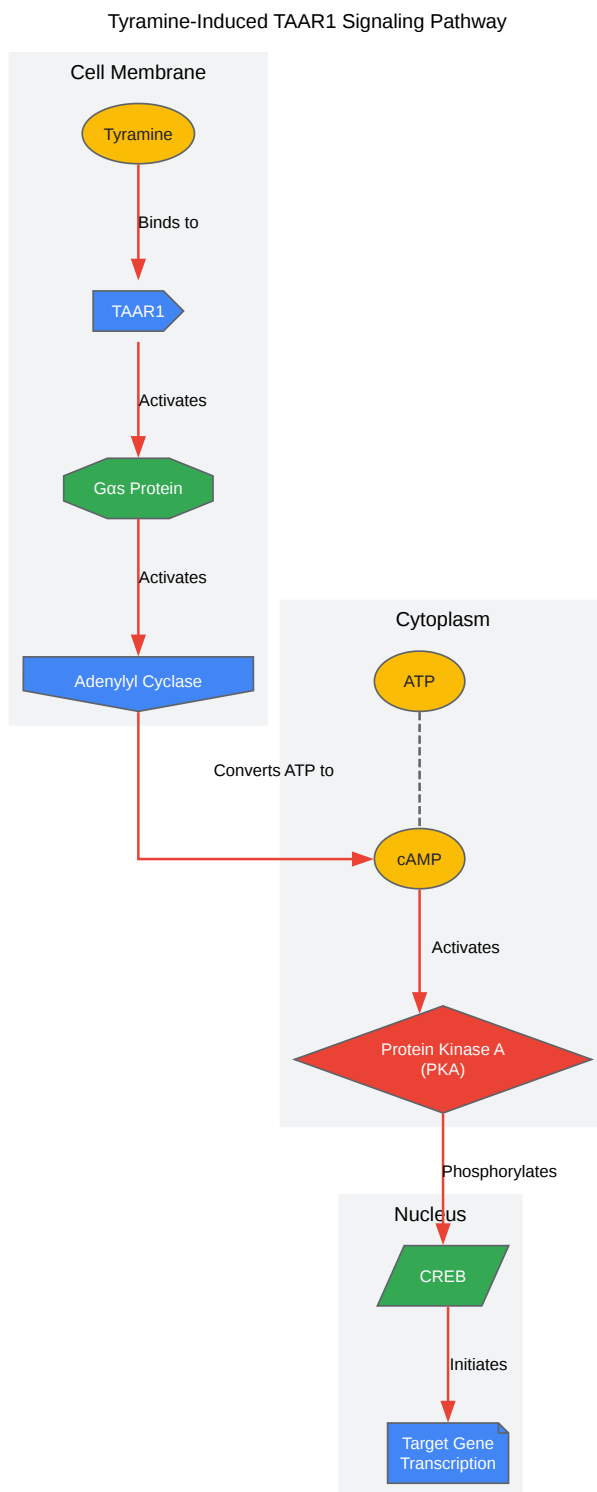 Tyramine-Induced TAAR1 Signaling Pathway
Cell Membrane
Tyramine
Binds to
TAAR1
Activates
Gαs Protein
Activates
Adenylyl Cyclase
Cytoplasm
ATP
Converts ATP to
cAMP
Activates
Protein Kinase A
(PKA)
Phosphorylates
Nucleus
CREB
Initiates
Target Gene
Transcription